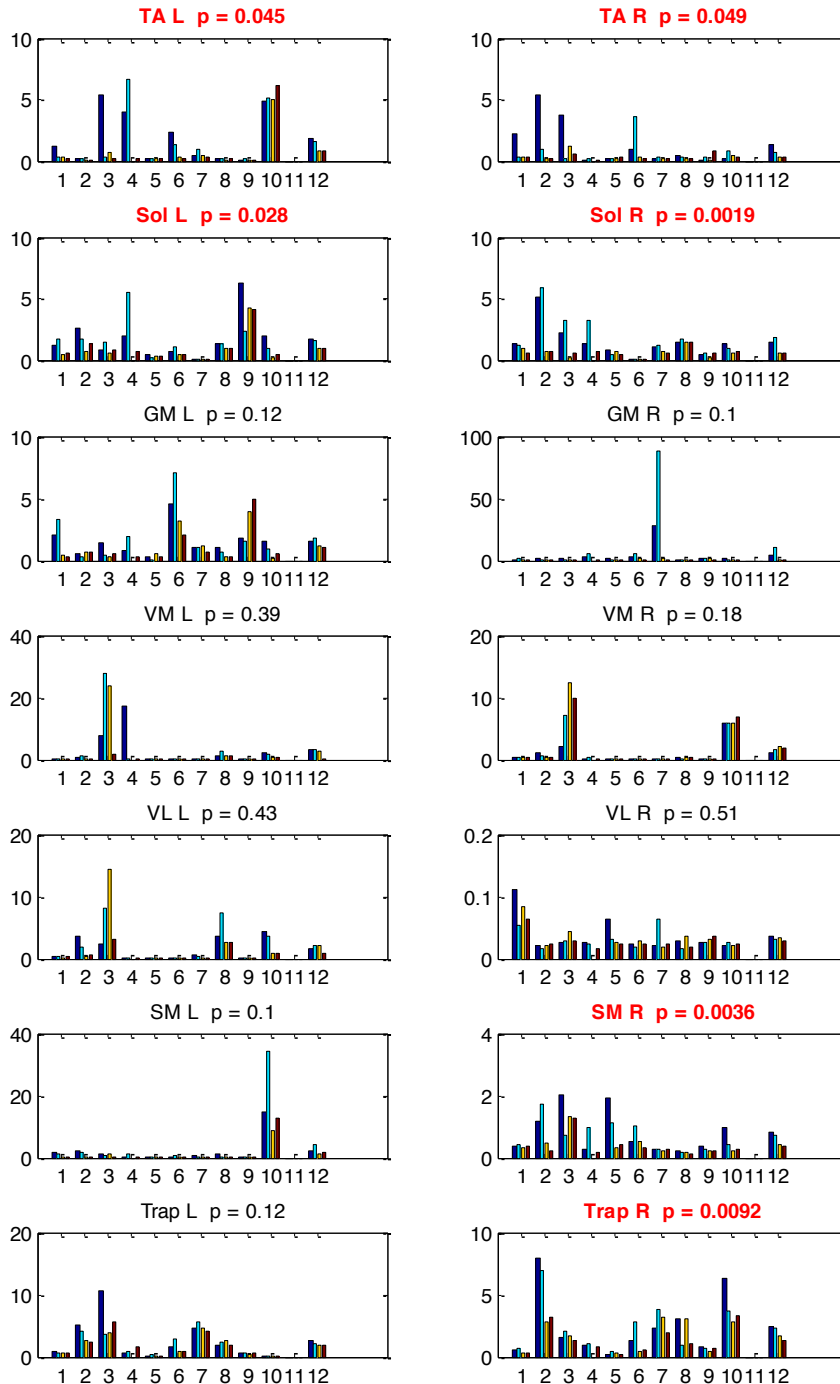 TA L p = 0.045
10
5
0
1 2 3 4 5 6 7 8 9 10 11 12
TA R p = 0.049
10
5
0
1 2 3 4 5 6 7 8 9 10 11 12
Sol L p = 0.028
10
5
0
1 2 3 4 5 6 7 8 9 10 11 12
Sol R p = 0.0019
10
5
0
1 2 3 4 5 6 7 8 9 10 11 12
GM L p = 0.12
10
5
0
1 2 3 4 5 6 7 8 9 10 11 12
GM R p = 0.1
100
50
0
1 2 3 4 5 6 7 8 9 10 11 12
VM L p = 0.39
40
20
0
1 2 3 4 5 6 7 8 9 10 11 12
VM R p = 0.18
20
10
0
1 2 3 4 5 6 7 8 9 10 11 12
VL L p = 0.43
20
10
0
1 2 3 4 5 6 7 8 9 10 11 12
VL R p = 0.51
0.2
0.1
0
1 2 3 4 5 6 7 8 9 10 11 12
SM L p = 0.1
40
20
0
1 2 3 4 5 6 7 8 9 10 11 12
SM R p = 0.0036
4
2
0
1 2 3 4 5 6 7 8 9 10 11 12
Trap L p = 0.12
20
10
0
1 2 3 4 5 6 7 8 9 10 11 12
Trap R p = 0.0092
10
5
0
1 2 3 4 5 6 7 8 9 10 11 12